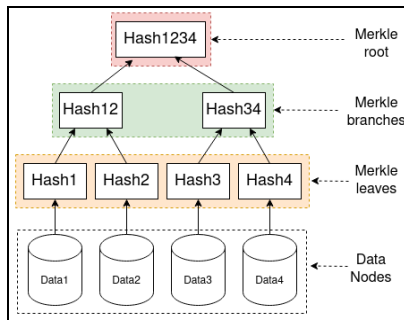 Hash1234
Merkle
root
Hash12
Hash34
Merkle
branches
Hash1
Hash2
Hash3
Hash4
Merkle
leaves
Data1
Data2
Data3
Data4
Data
Nodes